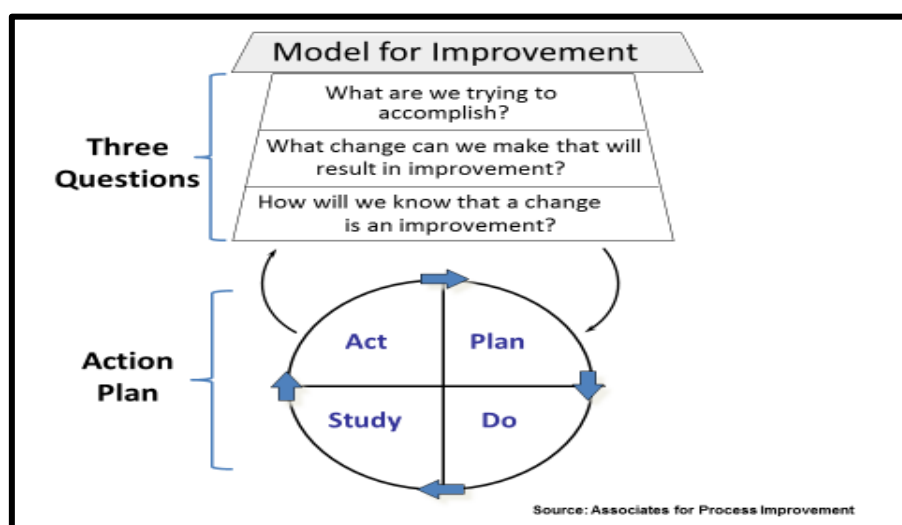 Model for Improvement
Three
Questions
What are we trying to
accomplish?
What change can we make that will
result in improvement?
How will we know that a change
is an improvement?
Action
Plan
Act
Plan
Study
Do
Source: Associates for Process Improvement